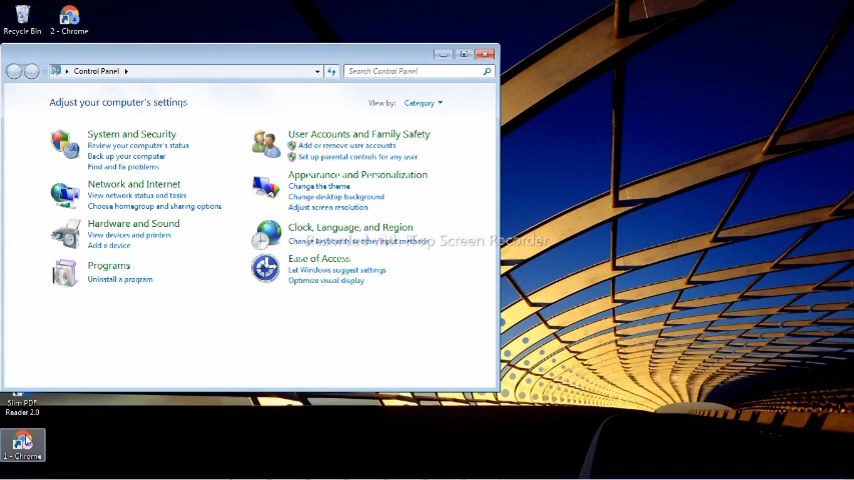 Recycle Bin
2 - Chrome
Control Panel
Search Control Panel
Adjust your computer's settings
View by: Category
System and Security
Review your computer's status
Back up your computer
Find and fix problems
Network and Internet
View network status and tasks
Choose homegroup and sharing options
Hardware and Sound
View devices and printers
Add a device
Programs
Uninstall a program
User Accounts and Family Safety
Add or remove user accounts
Set up parental controls for any user
Appearance and Personalization
Change the theme
Change desktop background
Adjust screen resolution
Clock, Language, and Region
Change keyboards or other input methods
Recorded with iTop Screen Recorder
Ease of Access
Let Windows suggest settings
Optimize visual display
Slim PDF
Reader 2.0
1 - Chrome